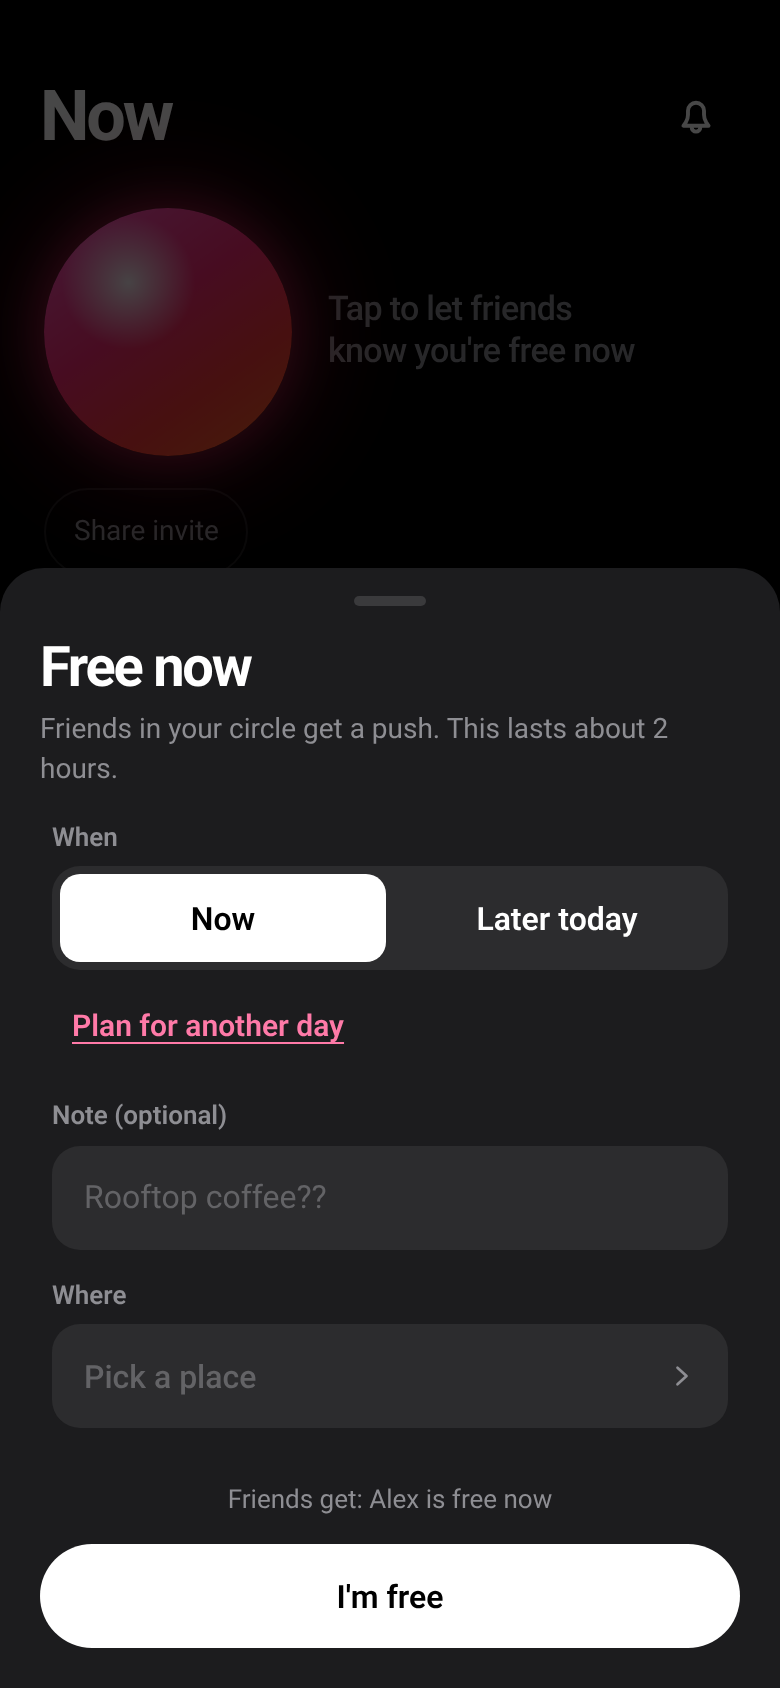 Now
Tap to let friends
know you're free now
Share invite
Free now
Friends in your circle get a push. This lasts about 2
hours.
When
Now
Later today
Plan for another day
Note (optional)
Rooftop coffee??
Where
Pick a place
Friends get: Alex is free now
I'm free